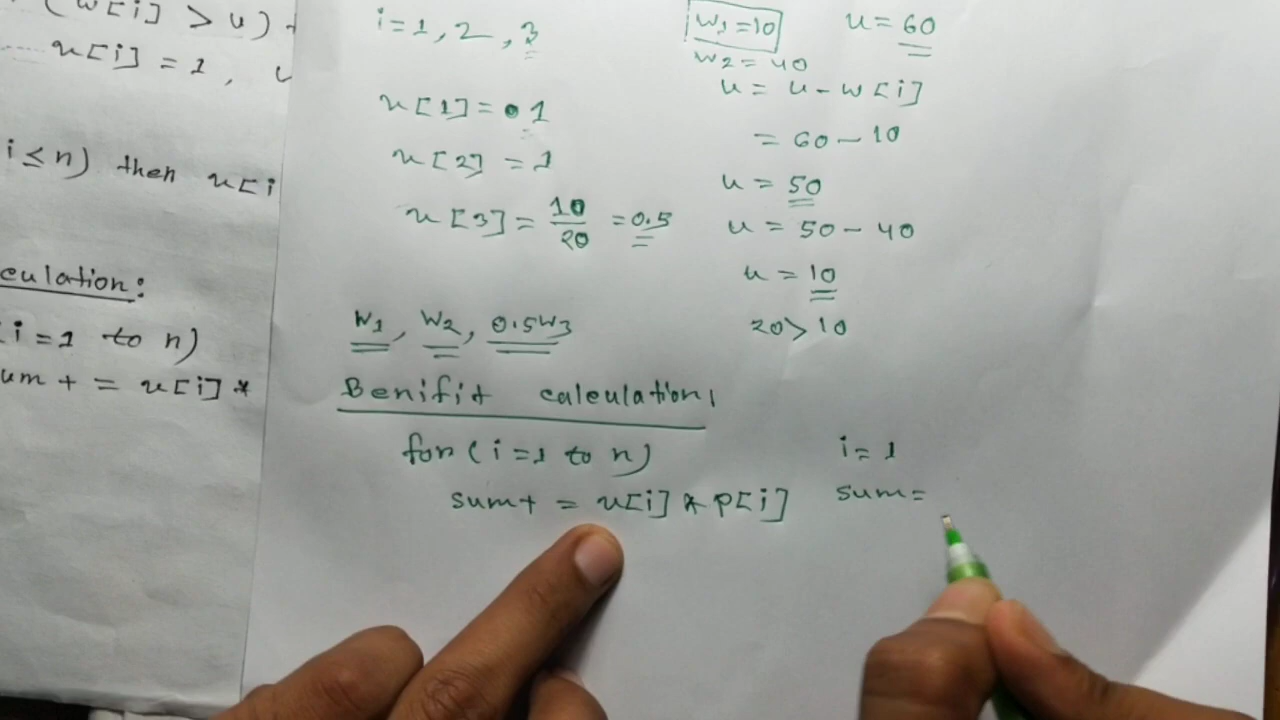 (w[i] > u)
x[i] = 1, u
i ≤ n) then x[i
culation:
(i=1 to n)
um + = x[i] *
i=1, 2, 3
x[1] = 1
x[2] = 1
x[3] = 10/20 = 0.5
W1, W2, 0.5W3
Benifit calculation,
for (i=1 to n)
sum+ = x[i] * p[i]
W1=10
W2=40
u=60
u = u - w[i]
= 60-10
u = 50
u = 50-40
u = 10
20>10
i=1
sum=